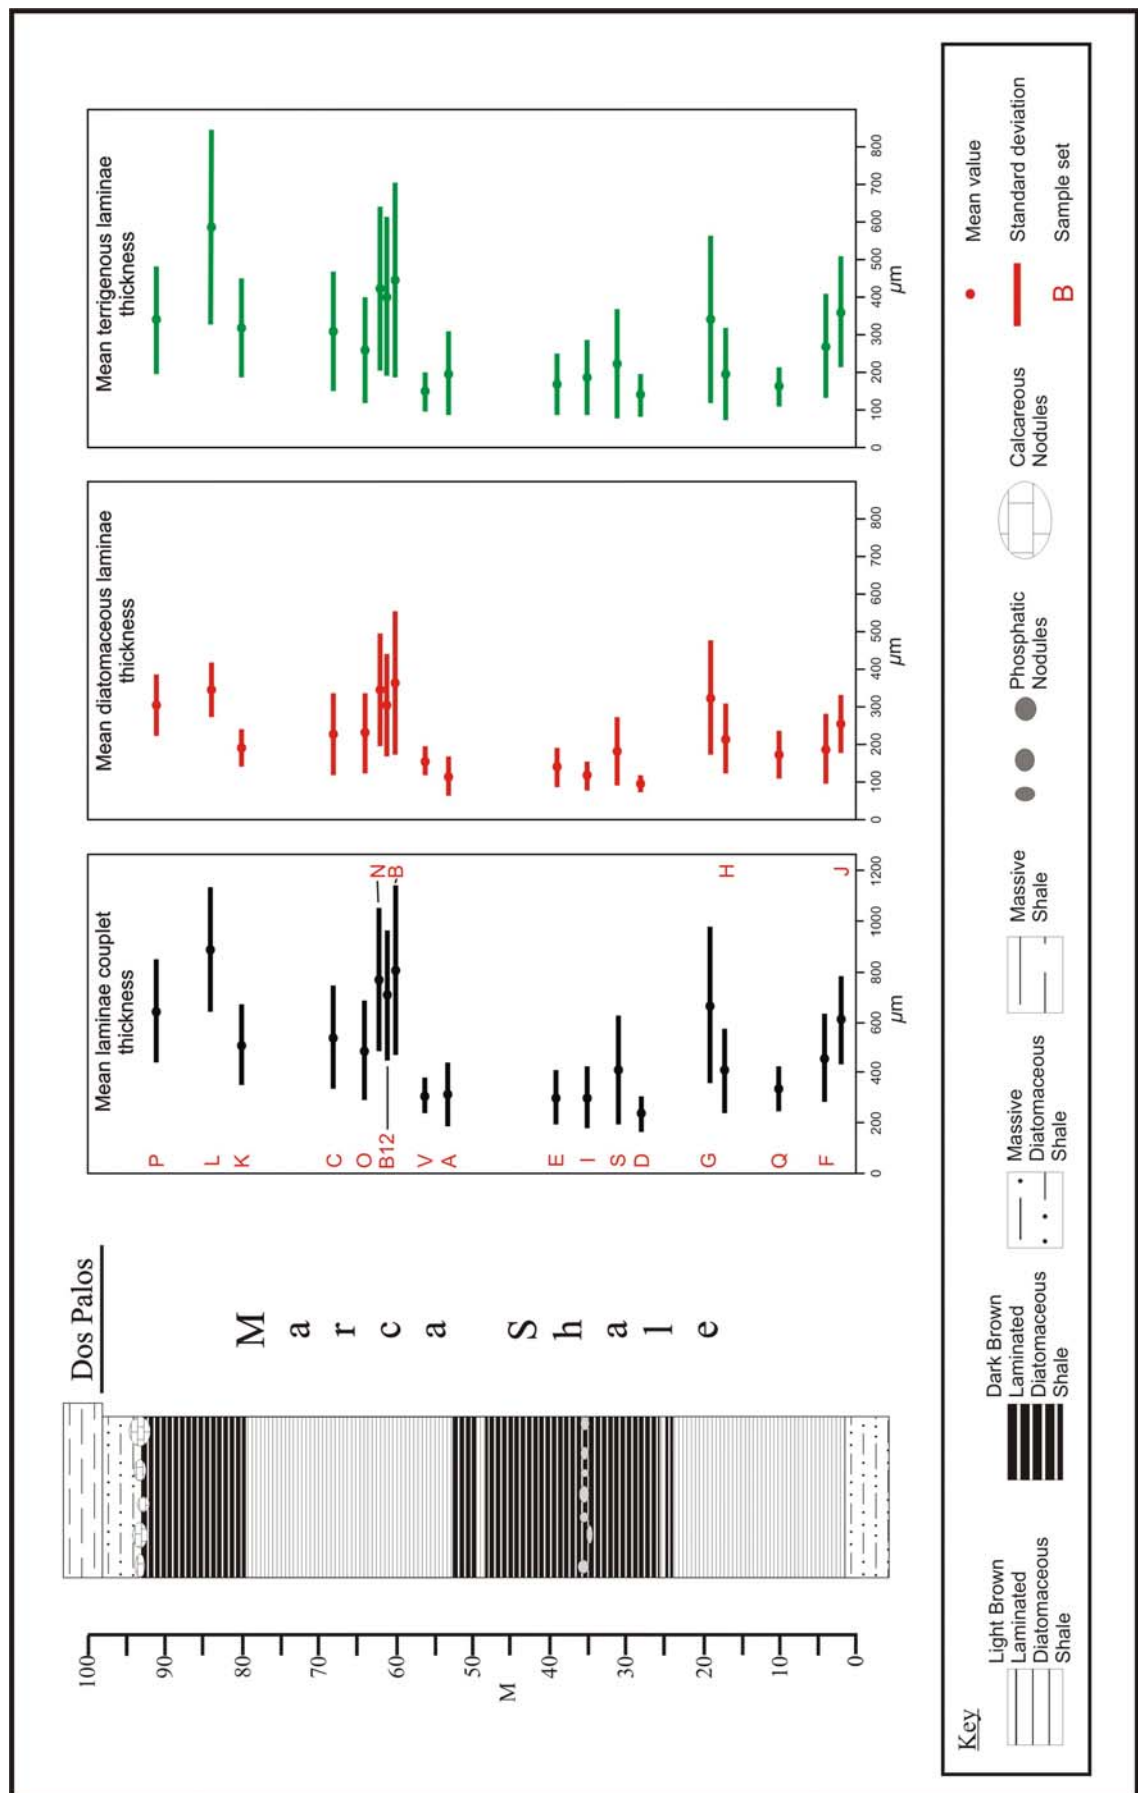 Mean laminae couplet
thickness
Mean diatomaceous laminae
thickness
Mean terrigenous laminae
thickness
Dos Palos
Marca Shale
100
90
80
70
60
50
40
30
20
10
0
M
P
L
K
C
O
B12
V
A
E
I
S
D
G
Q
F
N
B
H
J
0
200
400
600
800
1000
1200
µm
0
100
200
300
400
500
600
700
800
µm
0
100
200
300
400
500
600
700
800
µm
Key
Light Brown
Laminated
Diatomaceous
Shale
Dark Brown
Laminated
Diatomaceous
Shale
Massive
Diatomaceous
Shale
Massive
Shale
Phosphatic
Nodules
Calcareous
Nodules
Mean value
Standard deviation
B
Sample set